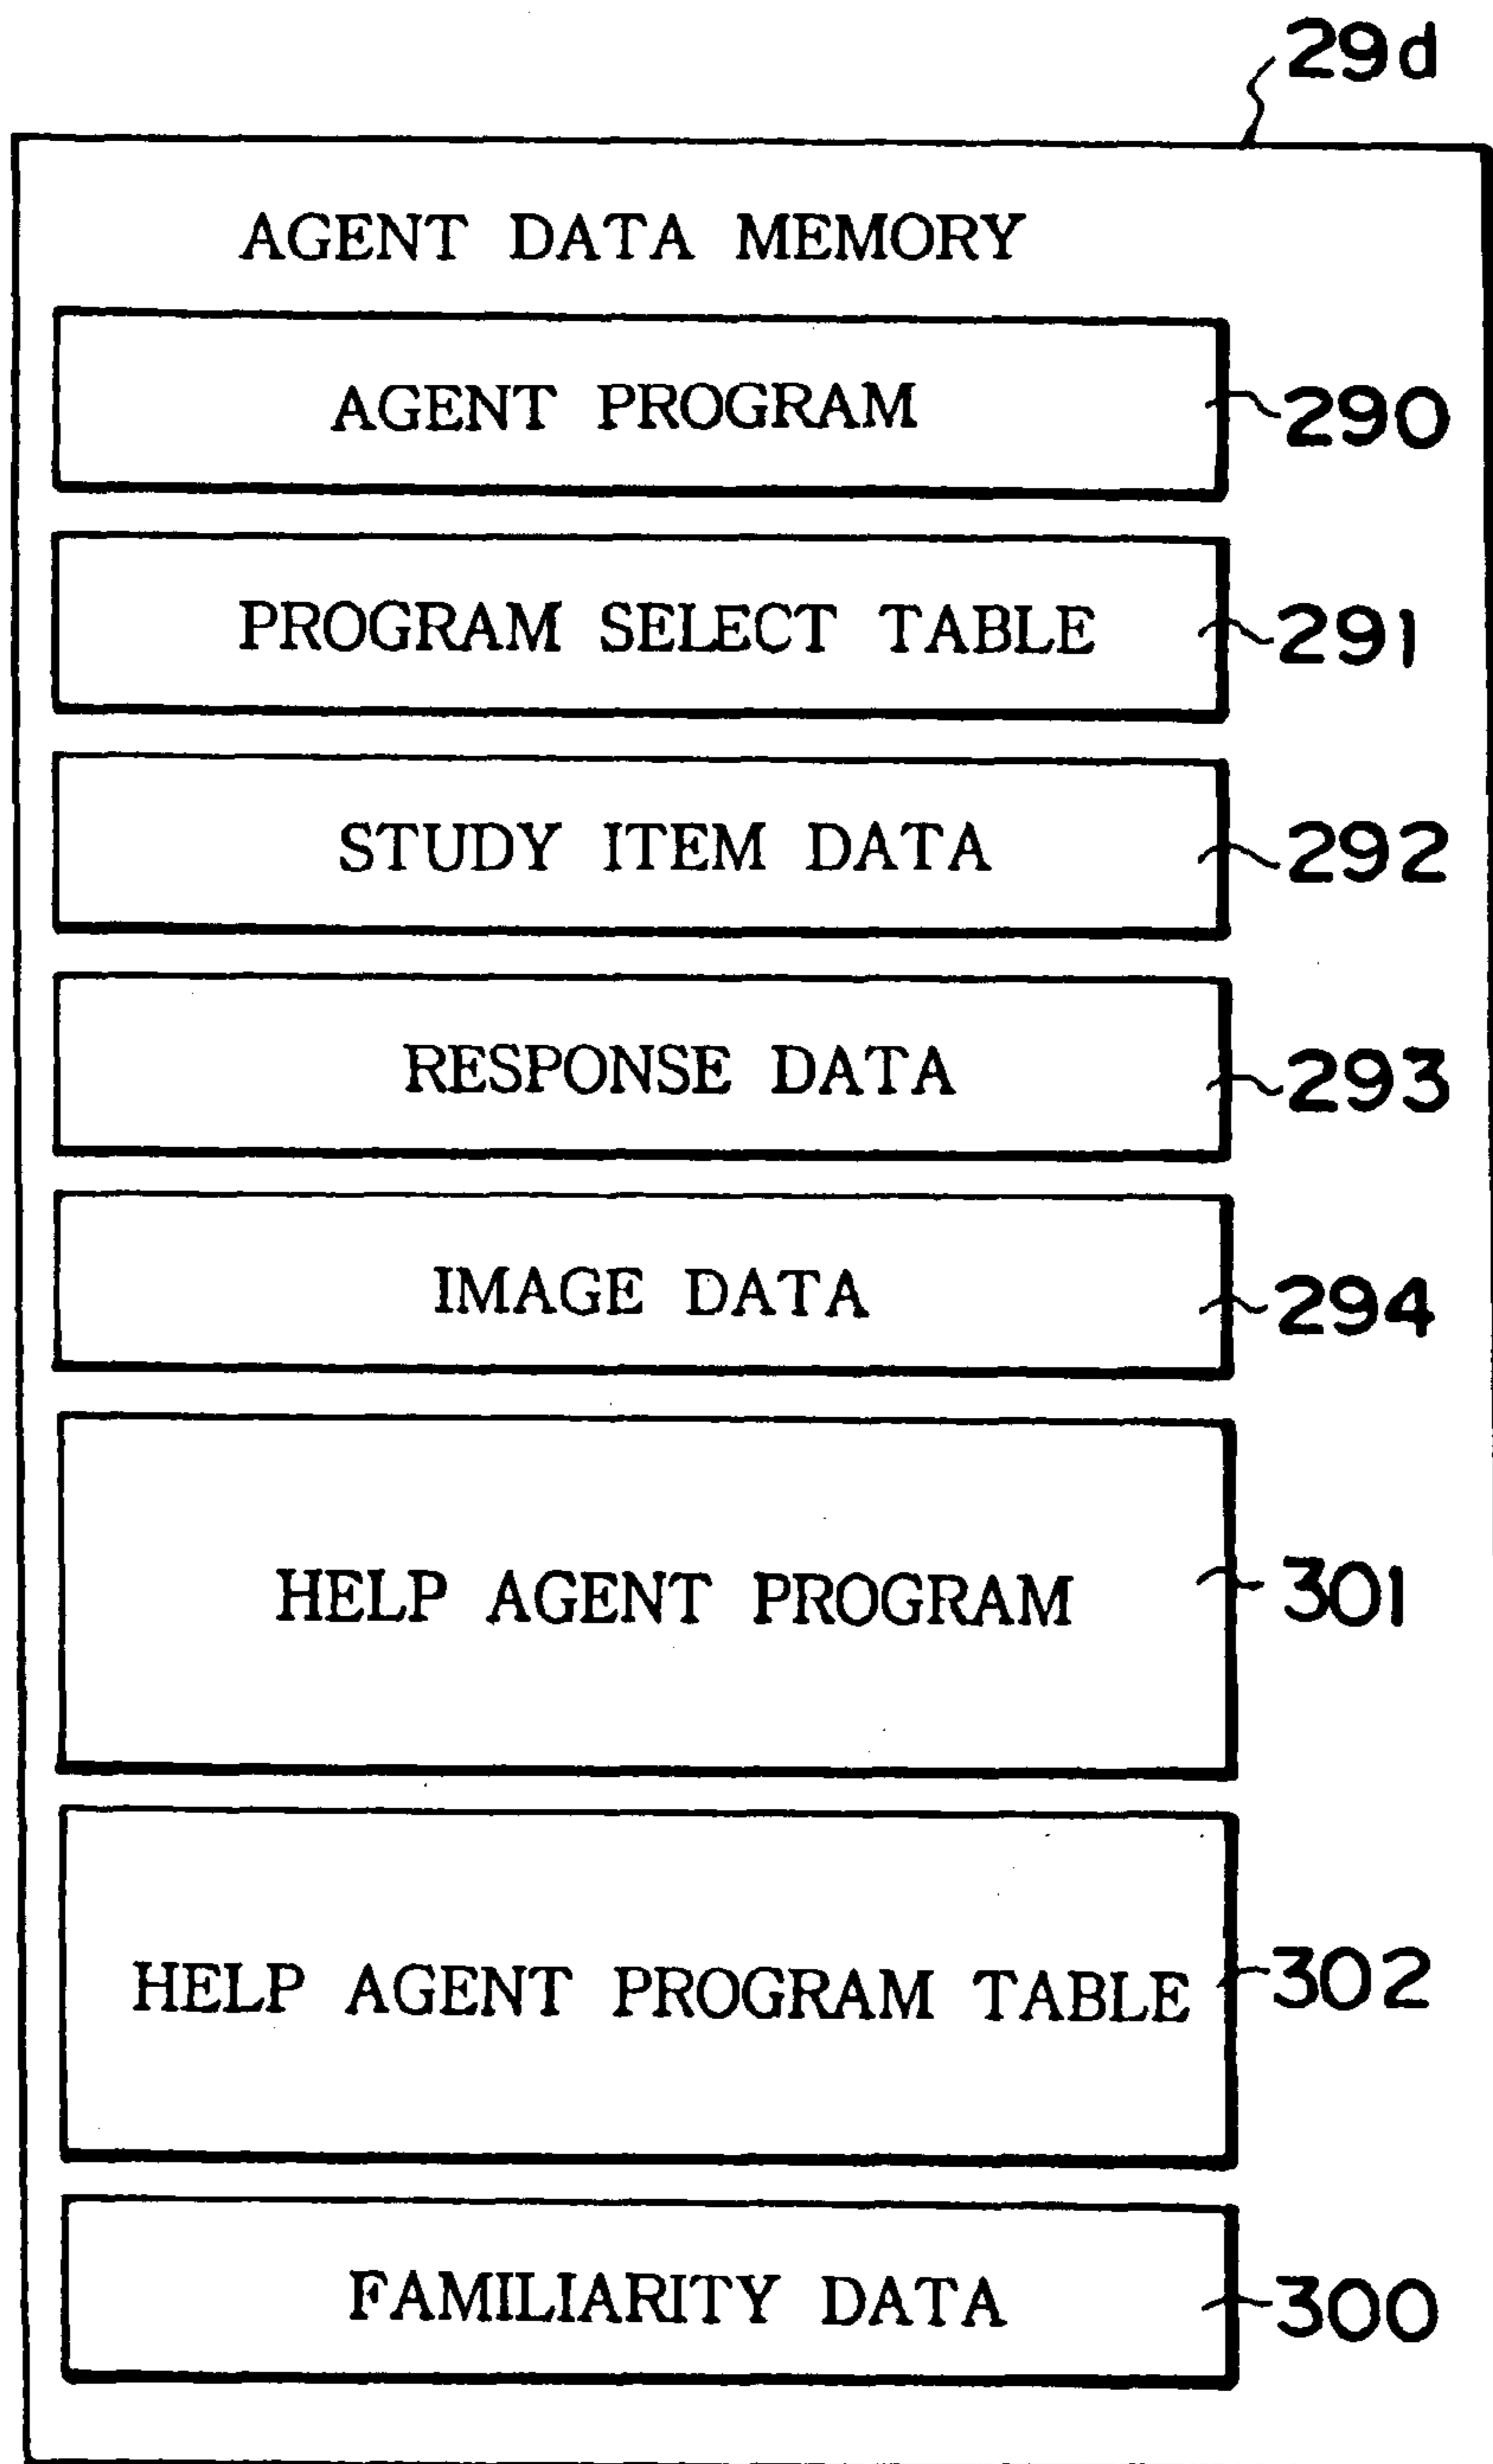 29d
AGENT DATA MEMORY
AGENT PROGRAM 290
PROGRAM SELECT TABLE 291
STUDY ITEM DATA 292
RESPONSE DATA 293
IMAGE DATA 294
HELP AGENT PROGRAM 301
HELP AGENT PROGRAM TABLE 302
FAMILIARITY DATA 300